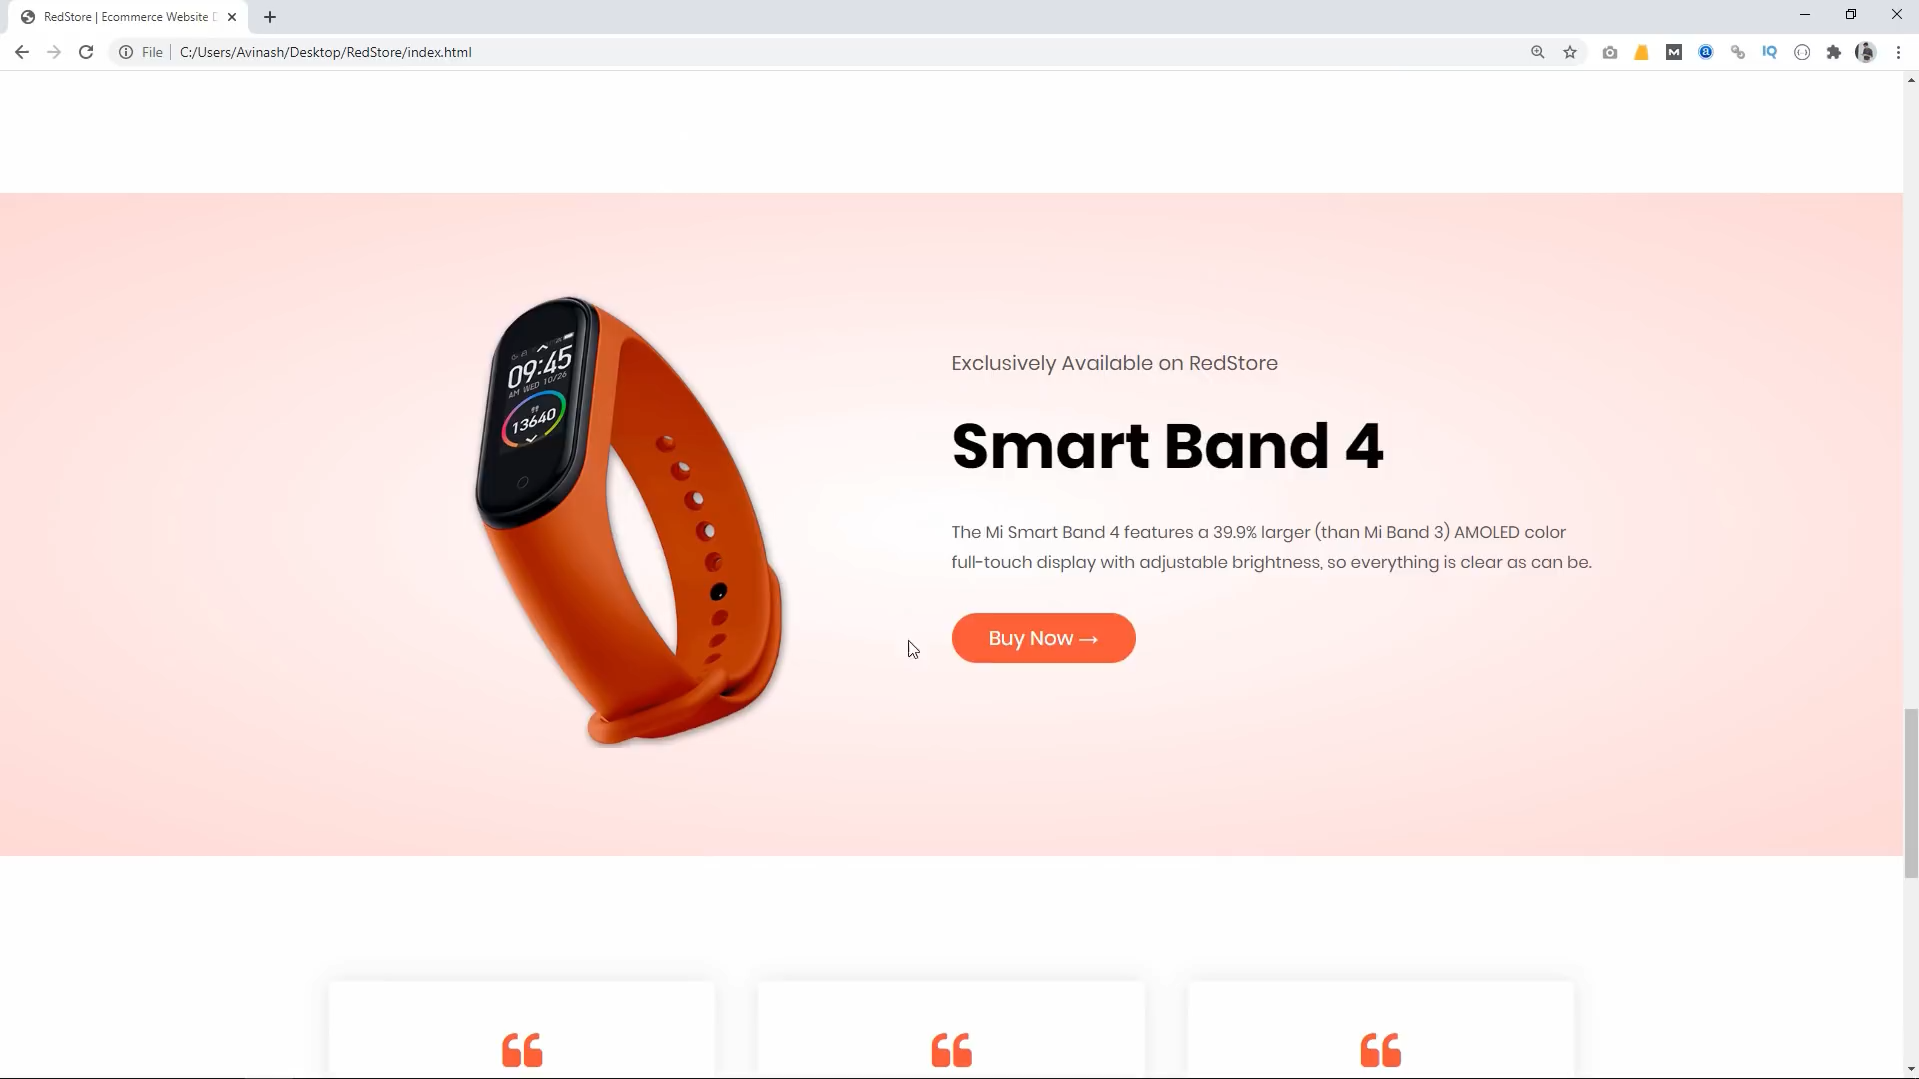 RedStore | Ecommerce Website
File
C:/Users/Avinash/Desktop/RedStore/index.html
M
a
IQ
09:45
AM WED 10/26
13640
Exclusively Available on RedStore
Smart Band 4
The Mi Smart Band 4 features a 39.9% larger (than Mi Band 3) AMOLED color
full-touch display with adjustable brightness, so everything is clear as can be.
Buy Now →